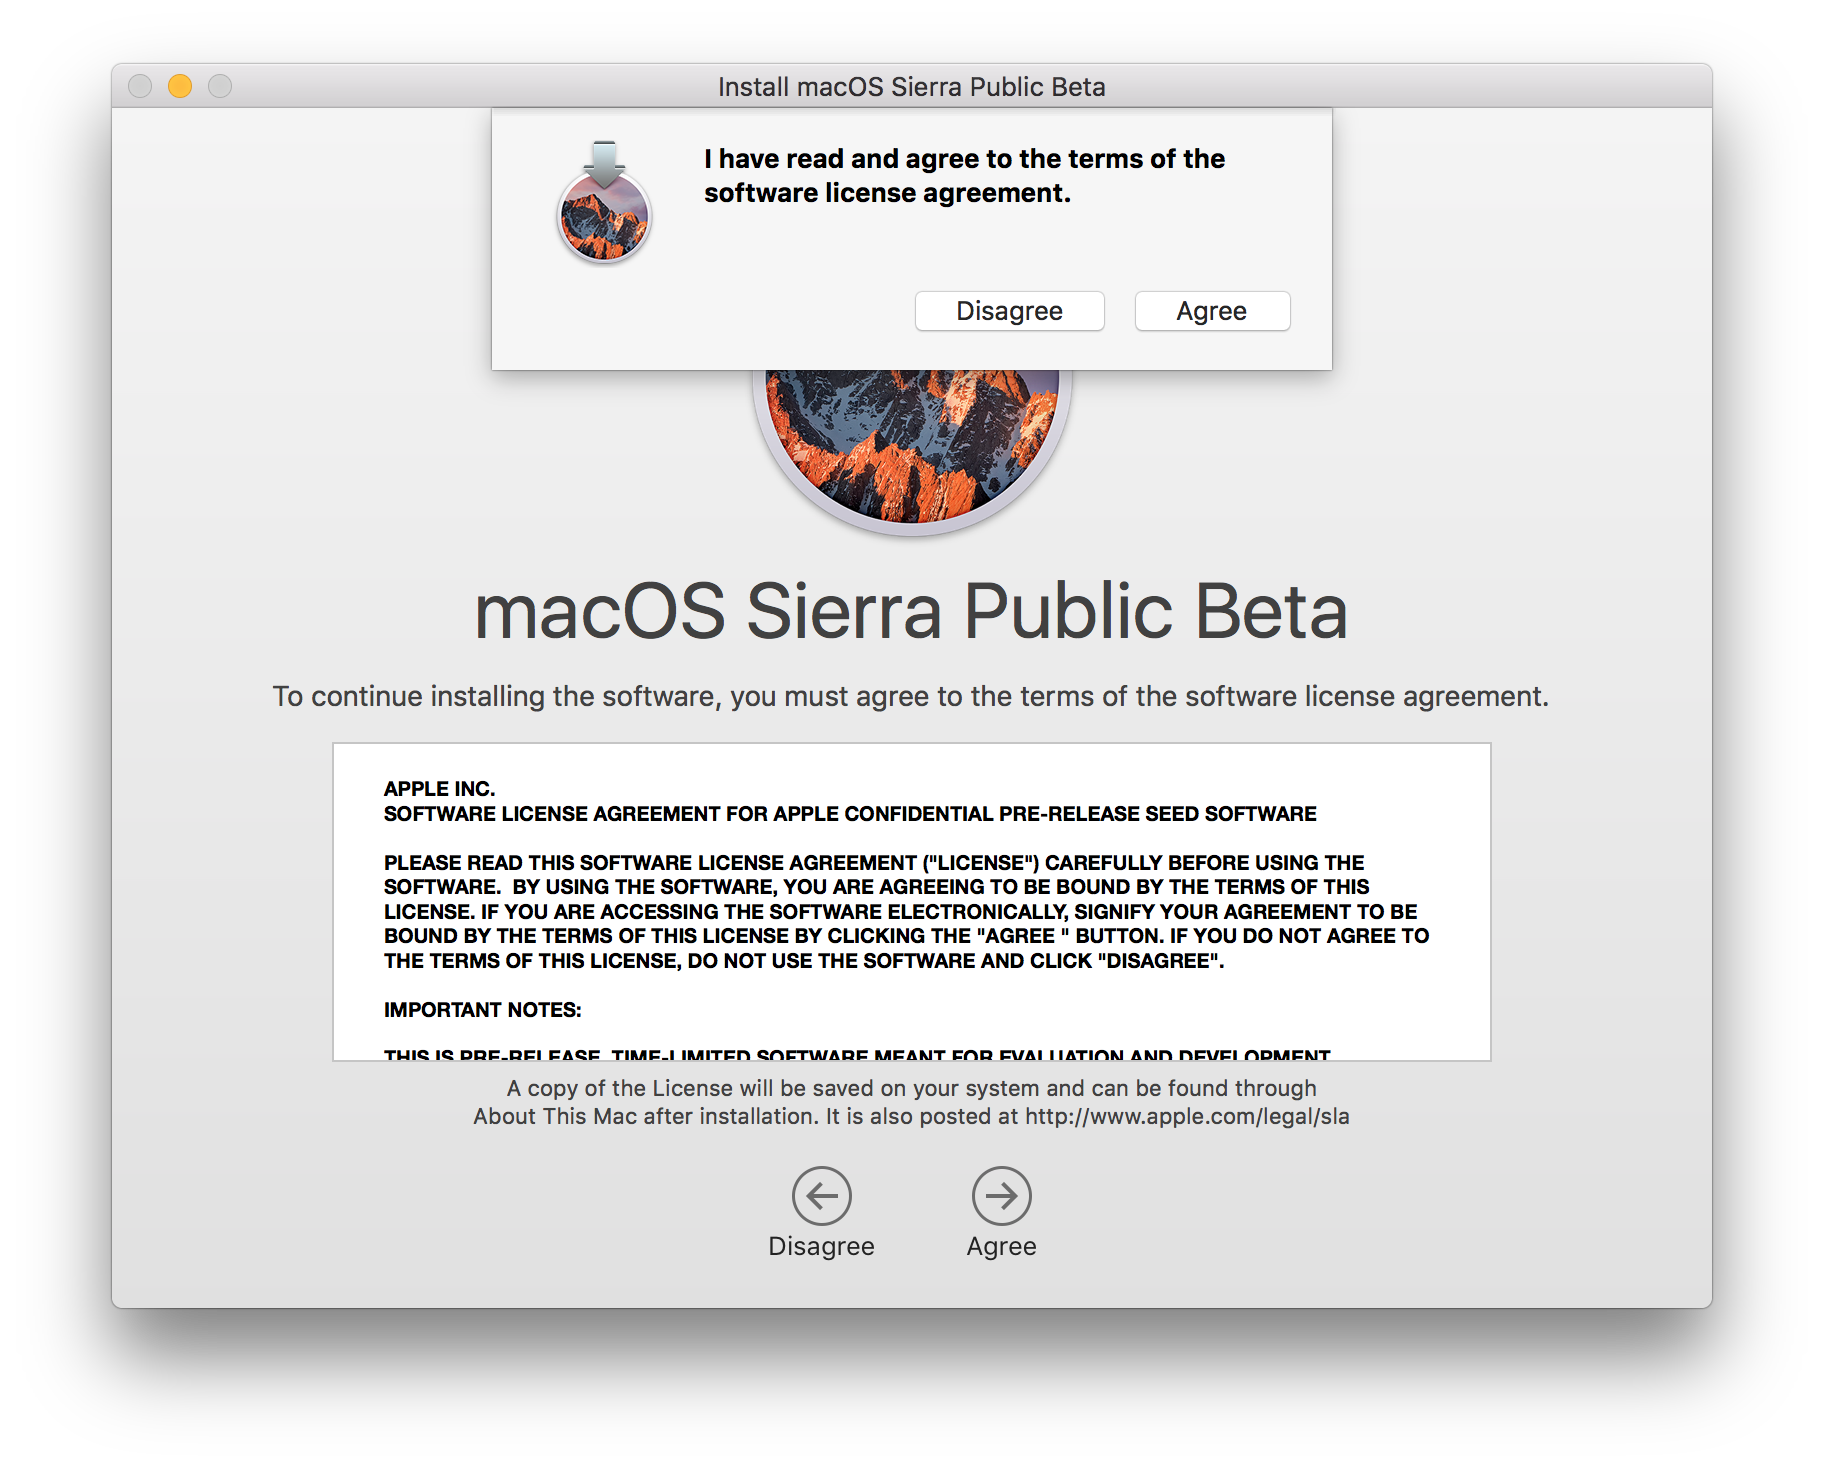 Install macOS Sierra Public Beta
I have read and agree to the terms of the
software license agreement.
Disagree
Agree
macOS Sierra Public Beta
To continue installing the software, you must agree to the terms of the software license agreement.
APPLE INC.
SOFTWARE LICENSE AGREEMENT FOR APPLE CONFIDENTIAL PRE-RELEASE SEED SOFTWARE
PLEASE READ THIS SOFTWARE LICENSE AGREEMENT ("LICENSE") CAREFULLY BEFORE USING THE
SOFTWARE.  BY USING THE SOFTWARE, YOU ARE AGREEING TO BE BOUND BY THE TERMS OF THIS
LICENSE. IF YOU ARE ACCESSING THE SOFTWARE ELECTRONICALLY, SIGNIFY YOUR AGREEMENT TO BE
BOUND BY THE TERMS OF THIS LICENSE BY CLICKING THE "AGREE " BUTTON. IF YOU DO NOT AGREE TO
THE TERMS OF THIS LICENSE, DO NOT USE THE SOFTWARE AND CLICK "DISAGREE".
IMPORTANT NOTES:
THIS IS PRE-RELEASE, TIME-LIMITED SOFTWARE MEANT FOR EVALUATION AND DEVELOPMENT
A copy of the License will be saved on your system and can be found through
About This Mac after installation. It is also posted at http://www.apple.com/legal/sla
Disagree
Agree